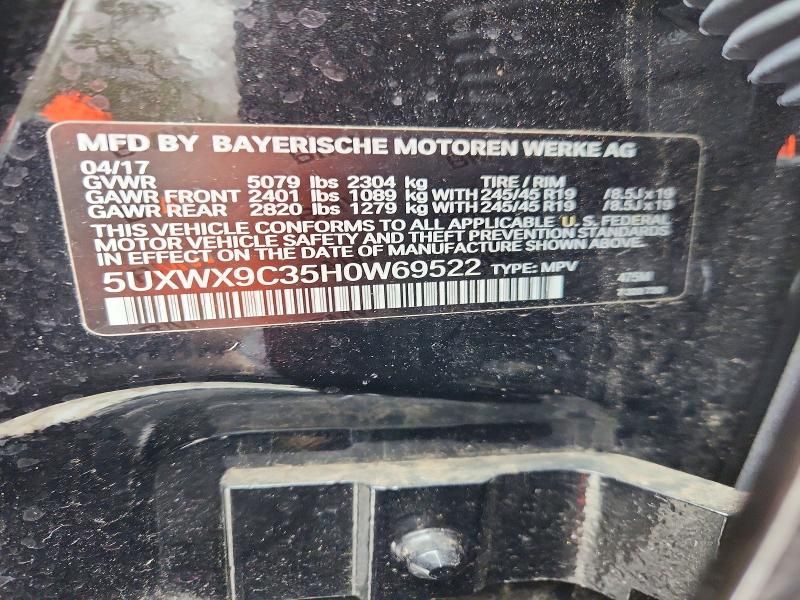 MFD BY BAYERISCHE MOTOREN WERKE AG
04/17
GVWR 5079 lbs 2304 kg TIRE / RIM
GAWR FRONT 2401 lbs 1089 kg WITH 245/45 R19 /8.5J x 19
GAWR REAR 2820 lbs 1279 kg WITH 245/45 R19 /8.5J x 19
THIS VEHICLE CONFORMS TO ALL APPLICABLE U.S. FEDERAL
MOTOR VEHICLE SAFETY AND THEFT PREVENTION STANDARDS
IN EFFECT ON THE DATE OF MANUFACTURE SHOWN ABOVE.
5UXWX9C35H0W69522 TYPE: MPV
475M